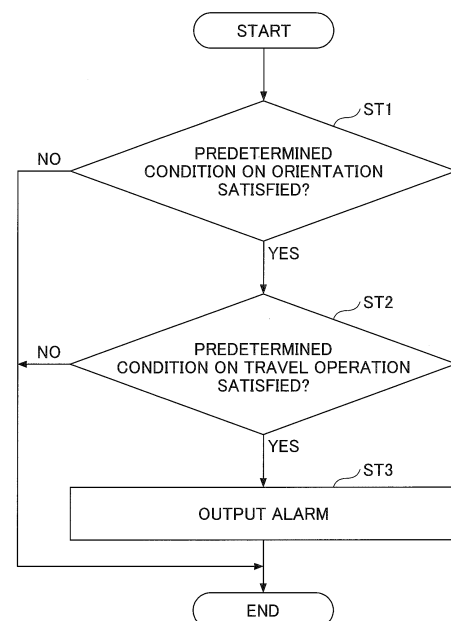 START
ST1
PREDETERMINED
CONDITION ON ORIENTATION
SATISFIED?
NO
YES
ST2
PREDETERMINED
CONDITION ON TRAVEL OPERATION
SATISFIED?
NO
YES
ST3
OUTPUT ALARM
END